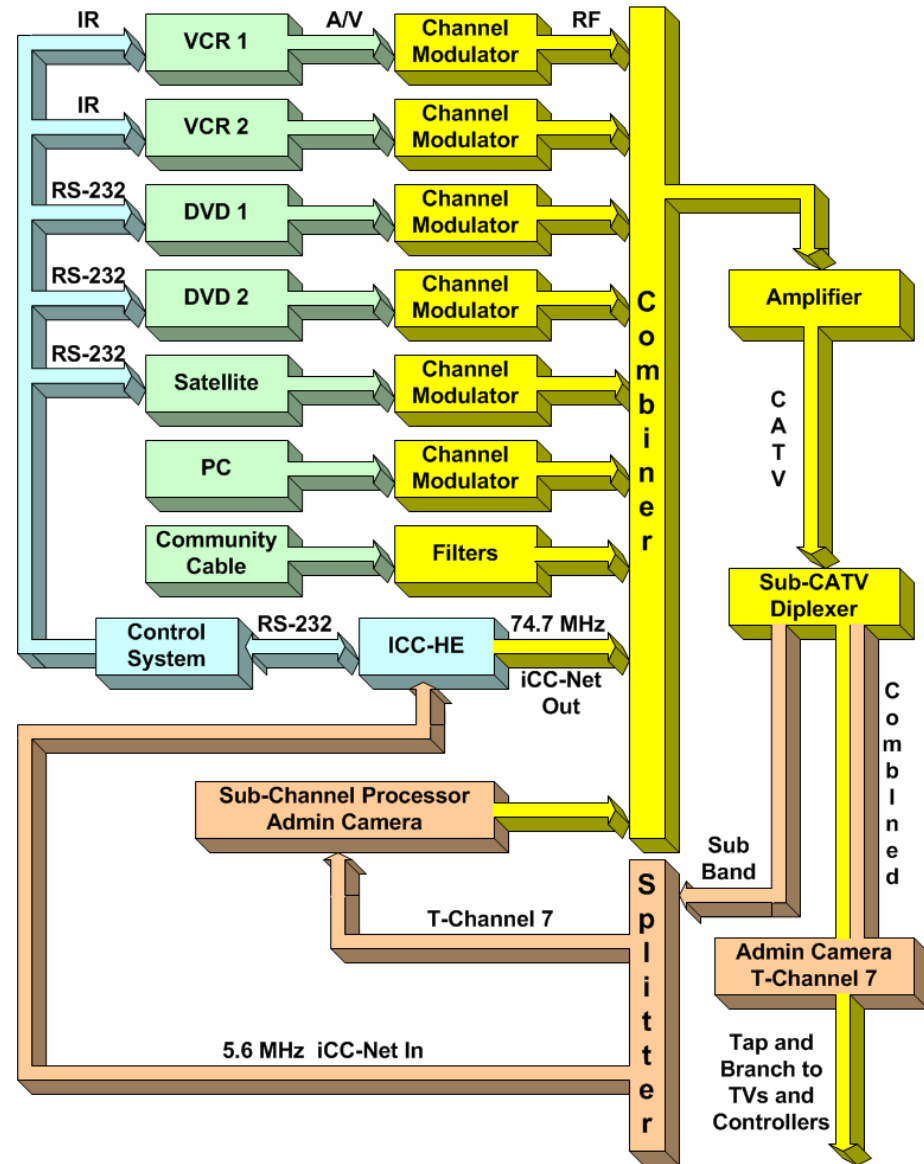 IR
VCR 1
A/V
Channel
Modulator
RF
IR
VCR 2
Channel
Modulator
RS-232
DVD 1
Channel
Modulator
RS-232
DVD 2
Channel
Modulator
RS-232
Satellite
Channel
Modulator
PC
Channel
Modulator
Community
Cable
Filters
Control
System
RS-232
ICC-HE
74.7 MHz
iCC-Net
Out
Combiner
Amplifier
CATV
Sub-CATV
Diplexer
CombIned
Sub-Channel Processor
Admin Camera
Sub
Band
Splitter
T-Channel 7
Admin Camera
T-Channel 7
5.6 MHz iCC-Net In
Tap and
Branch to
TVs and
Controllers